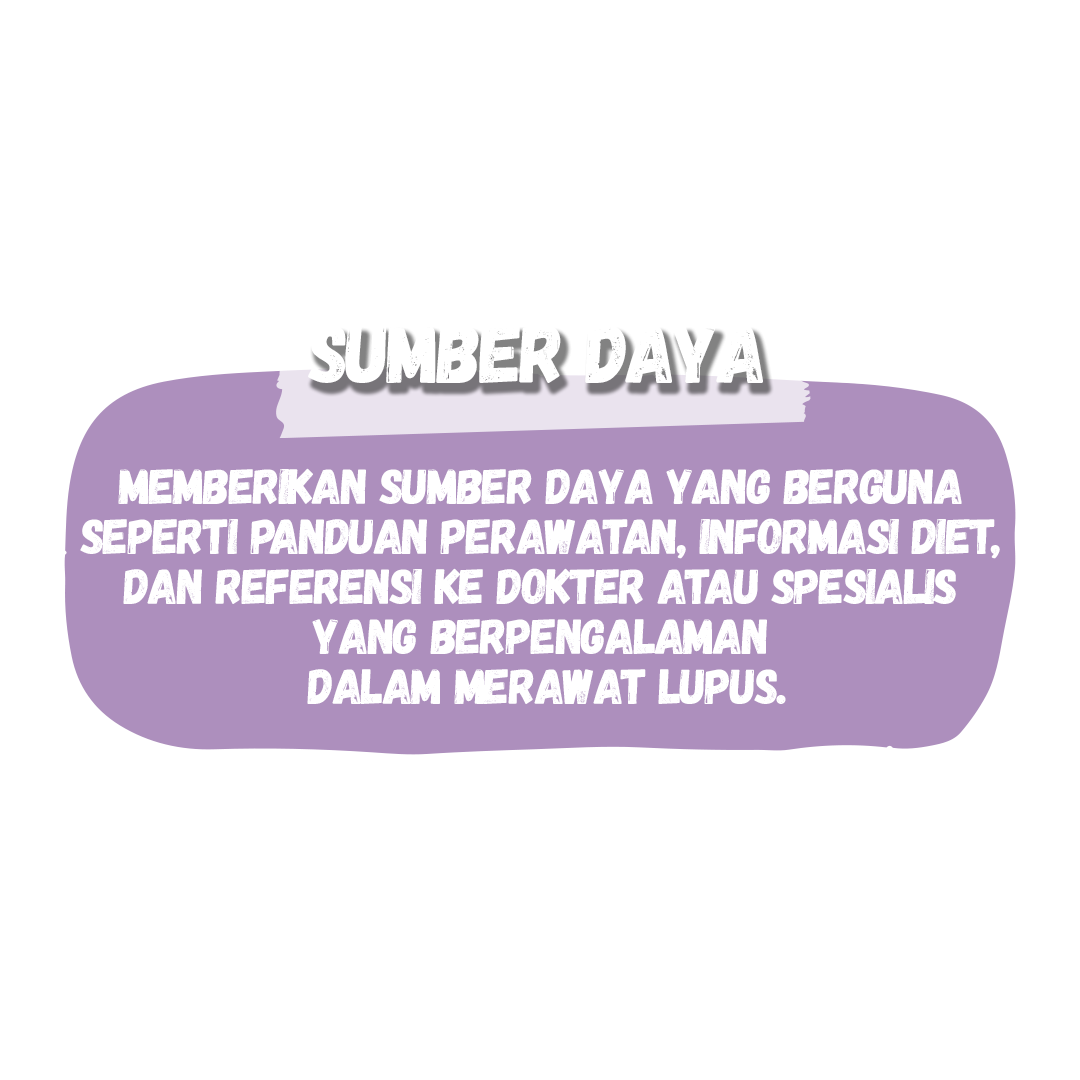 SUMBER DAYA
MEMBERIKAN SUMBER DAYA YANG BERGUNA
SEPERTI PANDUAN PERAWATAN, INFORMASI DIET,
DAN REFERENSI KE DOKTER ATAU SPESIALIS
YANG BERPENGALAMAN
DALAM MERAWAT LUPUS.